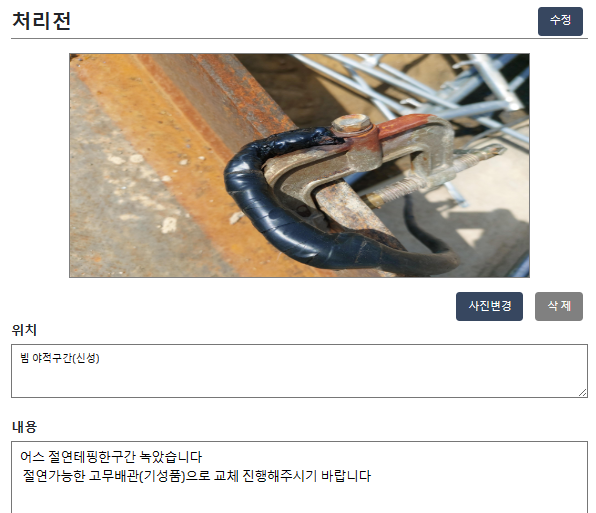 처리전
수정
사진변경
삭 제
위치
빔 야적구간(신성)
내용
어스 절연테핑한구간 녹았습니다
절연가능한 고무배관(기성품)으로 교체 진행해주시기 바랍니다